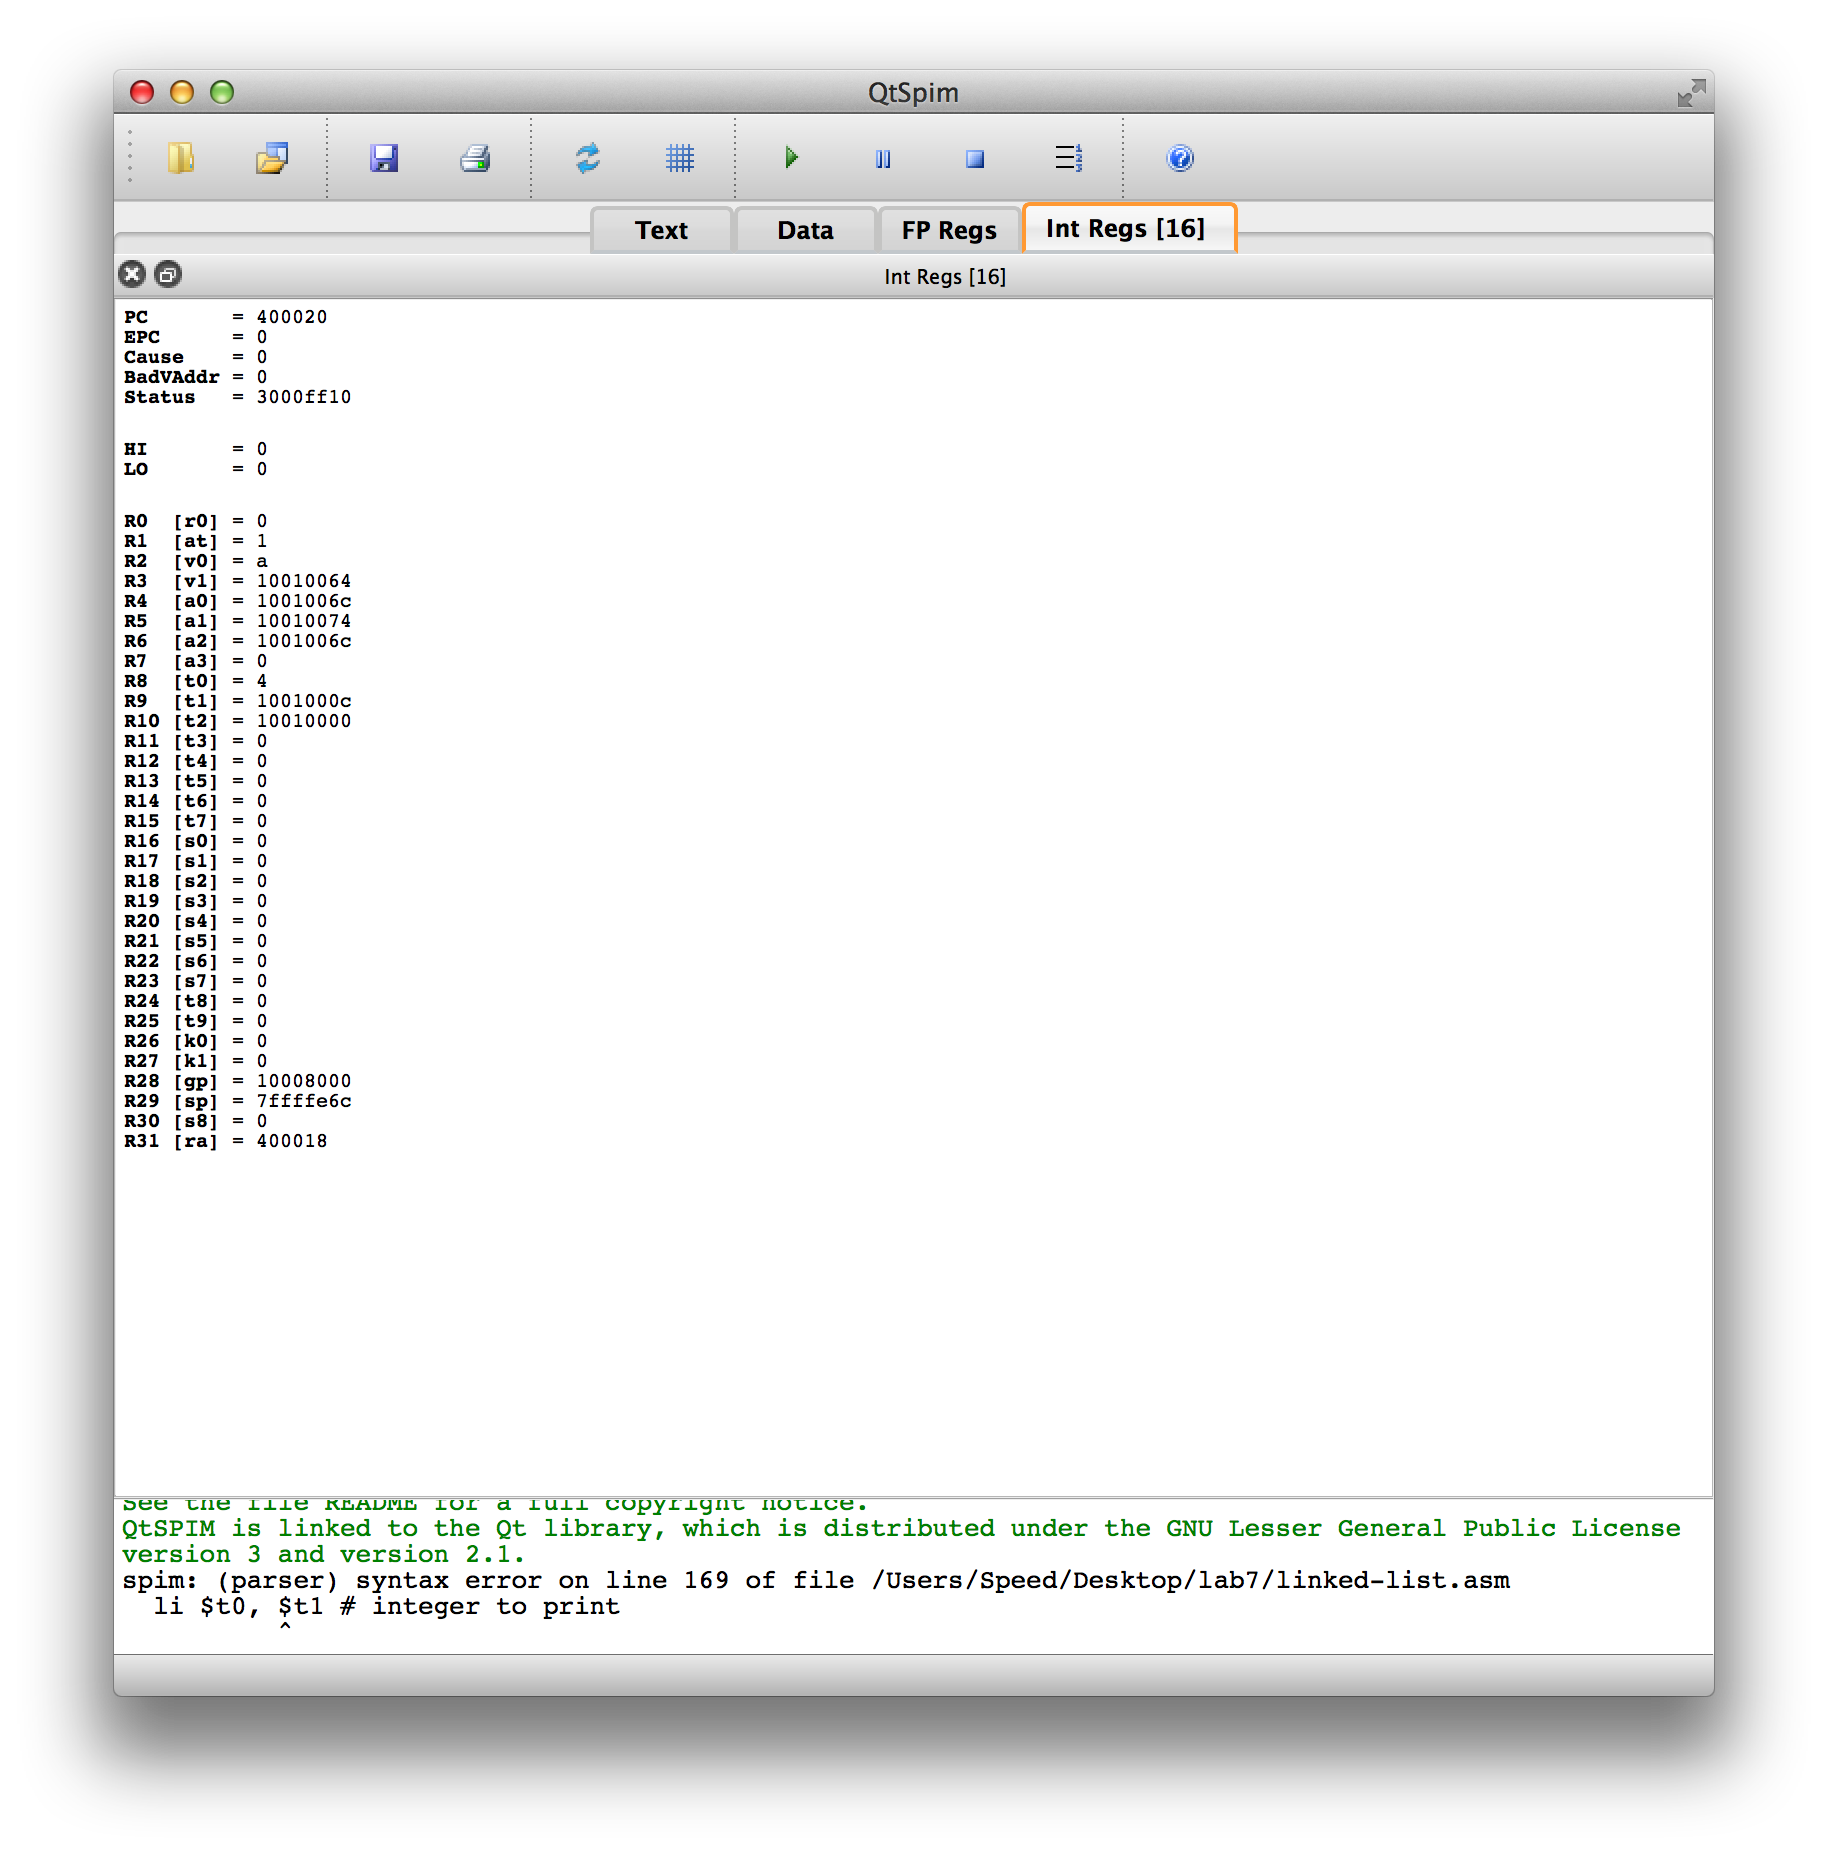 QtSpim
Text Data FP Regs Int Regs [16]
Int Regs [16]
PC = 400020
EPC = 0
Cause = 0
BadVAddr = 0
Status = 3000ff10
HI = 0
LO = 0
R0 [r0] = 0
R1 [at] = 1
R2 [v0] = a
R3 [v1] = 10010064
R4 [a0] = 1001006c
R5 [a1] = 10010074
R6 [a2] = 1001006c
R7 [a3] = 0
R8 [t0] = 4
R9 [t1] = 1001000c
R10 [t2] = 10010000
R11 [t3] = 0
R12 [t4] = 0
R13 [t5] = 0
R14 [t6] = 0
R15 [t7] = 0
R16 [s0] = 0
R17 [s1] = 0
R18 [s2] = 0
R19 [s3] = 0
R20 [s4] = 0
R21 [s5] = 0
R22 [s6] = 0
R23 [s7] = 0
R24 [t8] = 0
R25 [t9] = 0
R26 [k0] = 0
R27 [k1] = 0
R28 [gp] = 10008000
R29 [sp] = 7ffffe6c
R30 [s8] = 0
R31 [ra] = 400018
See the file README for a full copyright notice.
QtSPIM is linked to the Qt library, which is distributed under the GNU Lesser General Public License
version 3 and version 2.1.
spim: (parser) syntax error on line 169 of file /Users/Speed/Desktop/lab7/linked-list.asm
li $t0, $t1 # integer to print
^